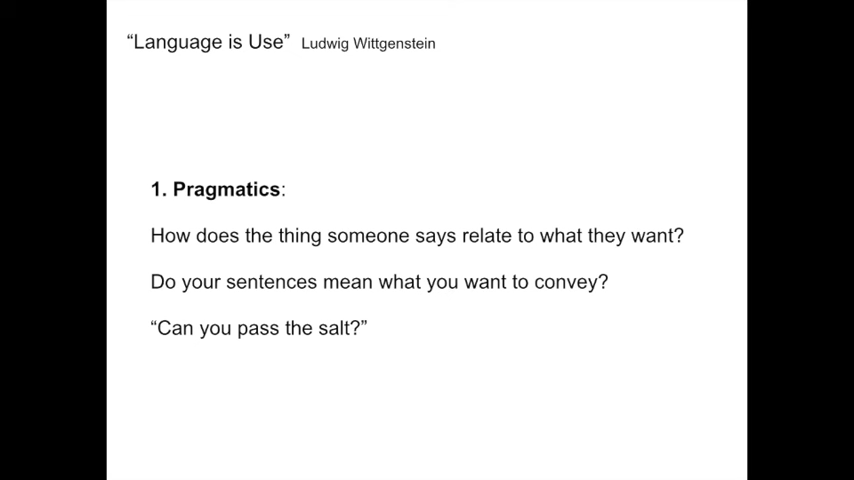 “Language is Use” Ludwig Wittgenstein
1. Pragmatics:
How does the thing someone says relate to what they want?
Do your sentences mean what you want to convey?
“Can you pass the salt?”